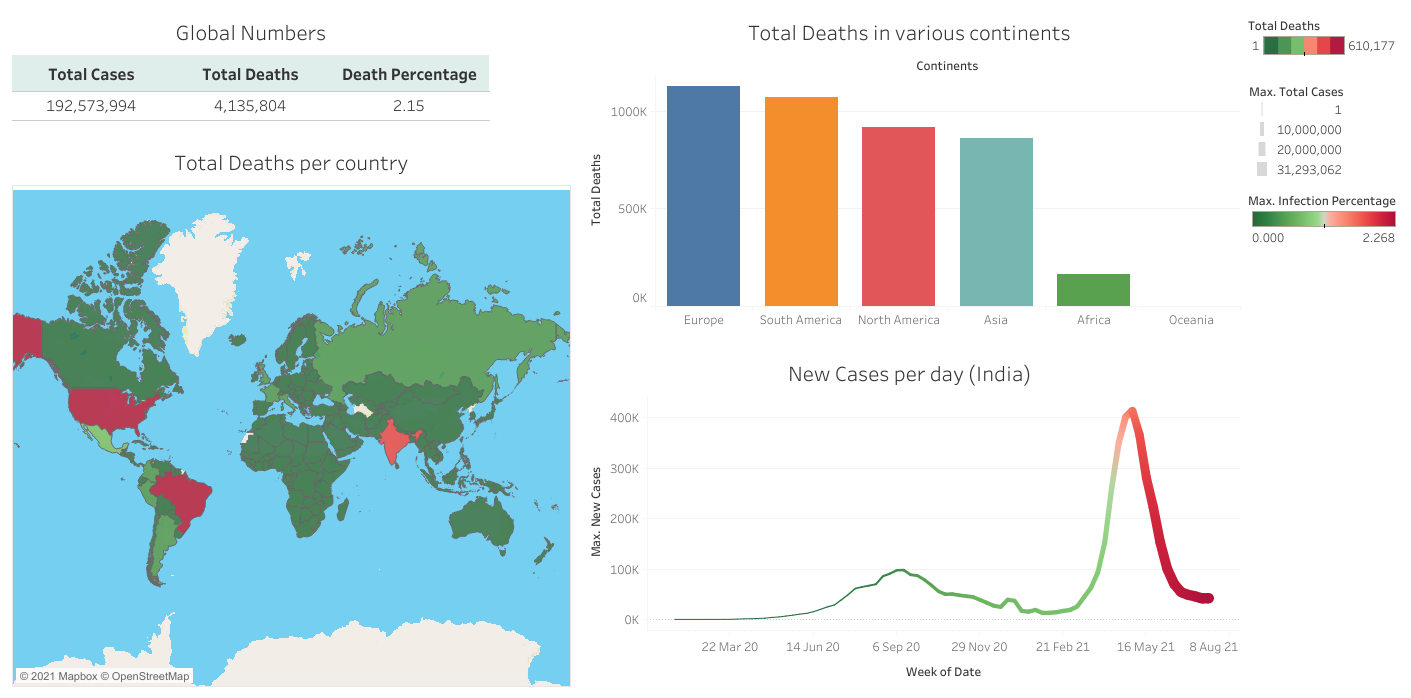 Global Numbers
Total Cases Total Deaths Death Percentage
192,573,994 4,135,804 2.15
Total Deaths per country
© 2021 Mapbox © OpenStreetMap
Total Deaths in various continents
Continents
Total Deaths
1000K
500K
0K
Europe South America North America Asia Africa Oceania
New Cases per day (India)
Max. New Cases
400K
300K
200K
100K
0K
22 Mar 20 14 Jun 20 6 Sep 20 29 Nov 20 21 Feb 21 16 May 21 8 Aug 21
Week of Date
Total Deaths
1 610,177
Max. Total Cases
1
10,000,000
20,000,000
31,293,062
Max. Infection Percentage
0.000 2.268